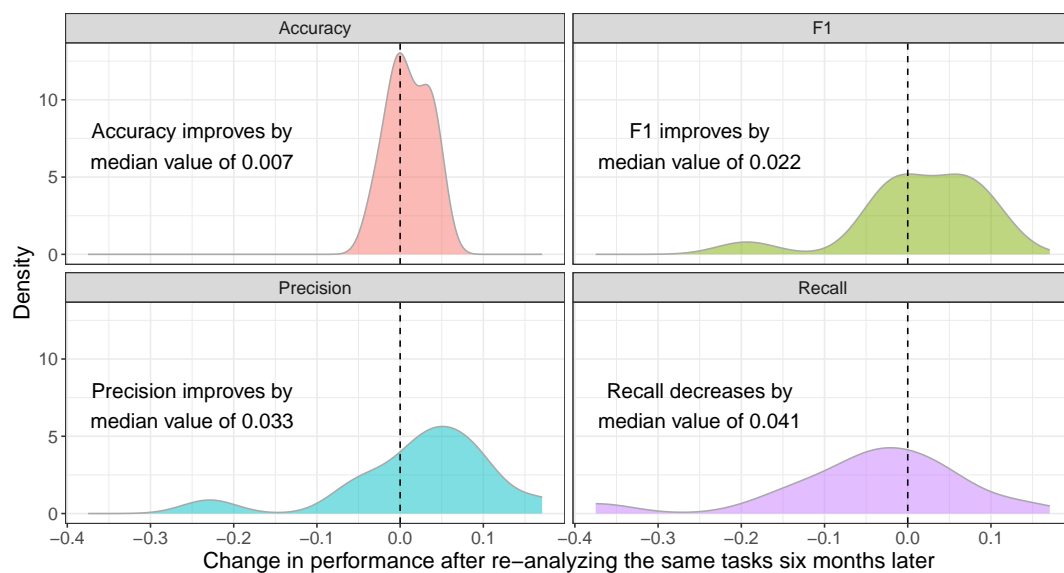 Accuracy
F1
Accuracy improves by
median value of 0.007
F1 improves by
median value of 0.022
10
5
0
Density
Precision
Recall
Precision improves by
median value of 0.033
Recall decreases by
median value of 0.041
10
5
0
−0.4 −0.3 −0.2 −0.1 0.0 0.1 −0.4 −0.3 −0.2 −0.1 0.0 0.1
Change in performance after re−analyzing the same tasks six months later